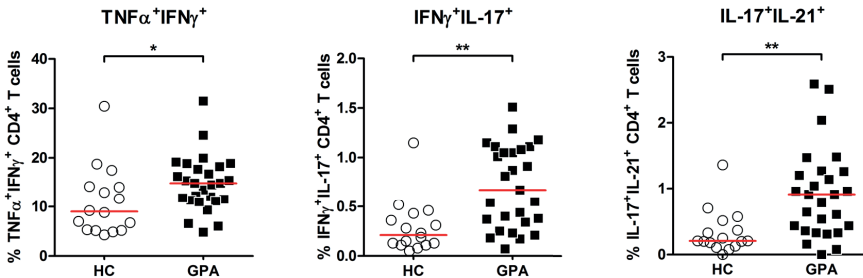 TNFα⁺IFNγ⁺
% TNFα⁺IFNγ⁺ CD4⁺ T cells
40
30
20
10
0
*
HC
GPA
IFNγ⁺IL-17⁺
% IFNγ⁺IL-17⁺ CD4⁺ T cells
2.0
1.5
1.0
0.5
0.0
**
HC
GPA
IL-17⁺IL-21⁺
% IL-17⁺IL-21⁺ CD4⁺ T cells
3
2
1
0
**
HC
GPA